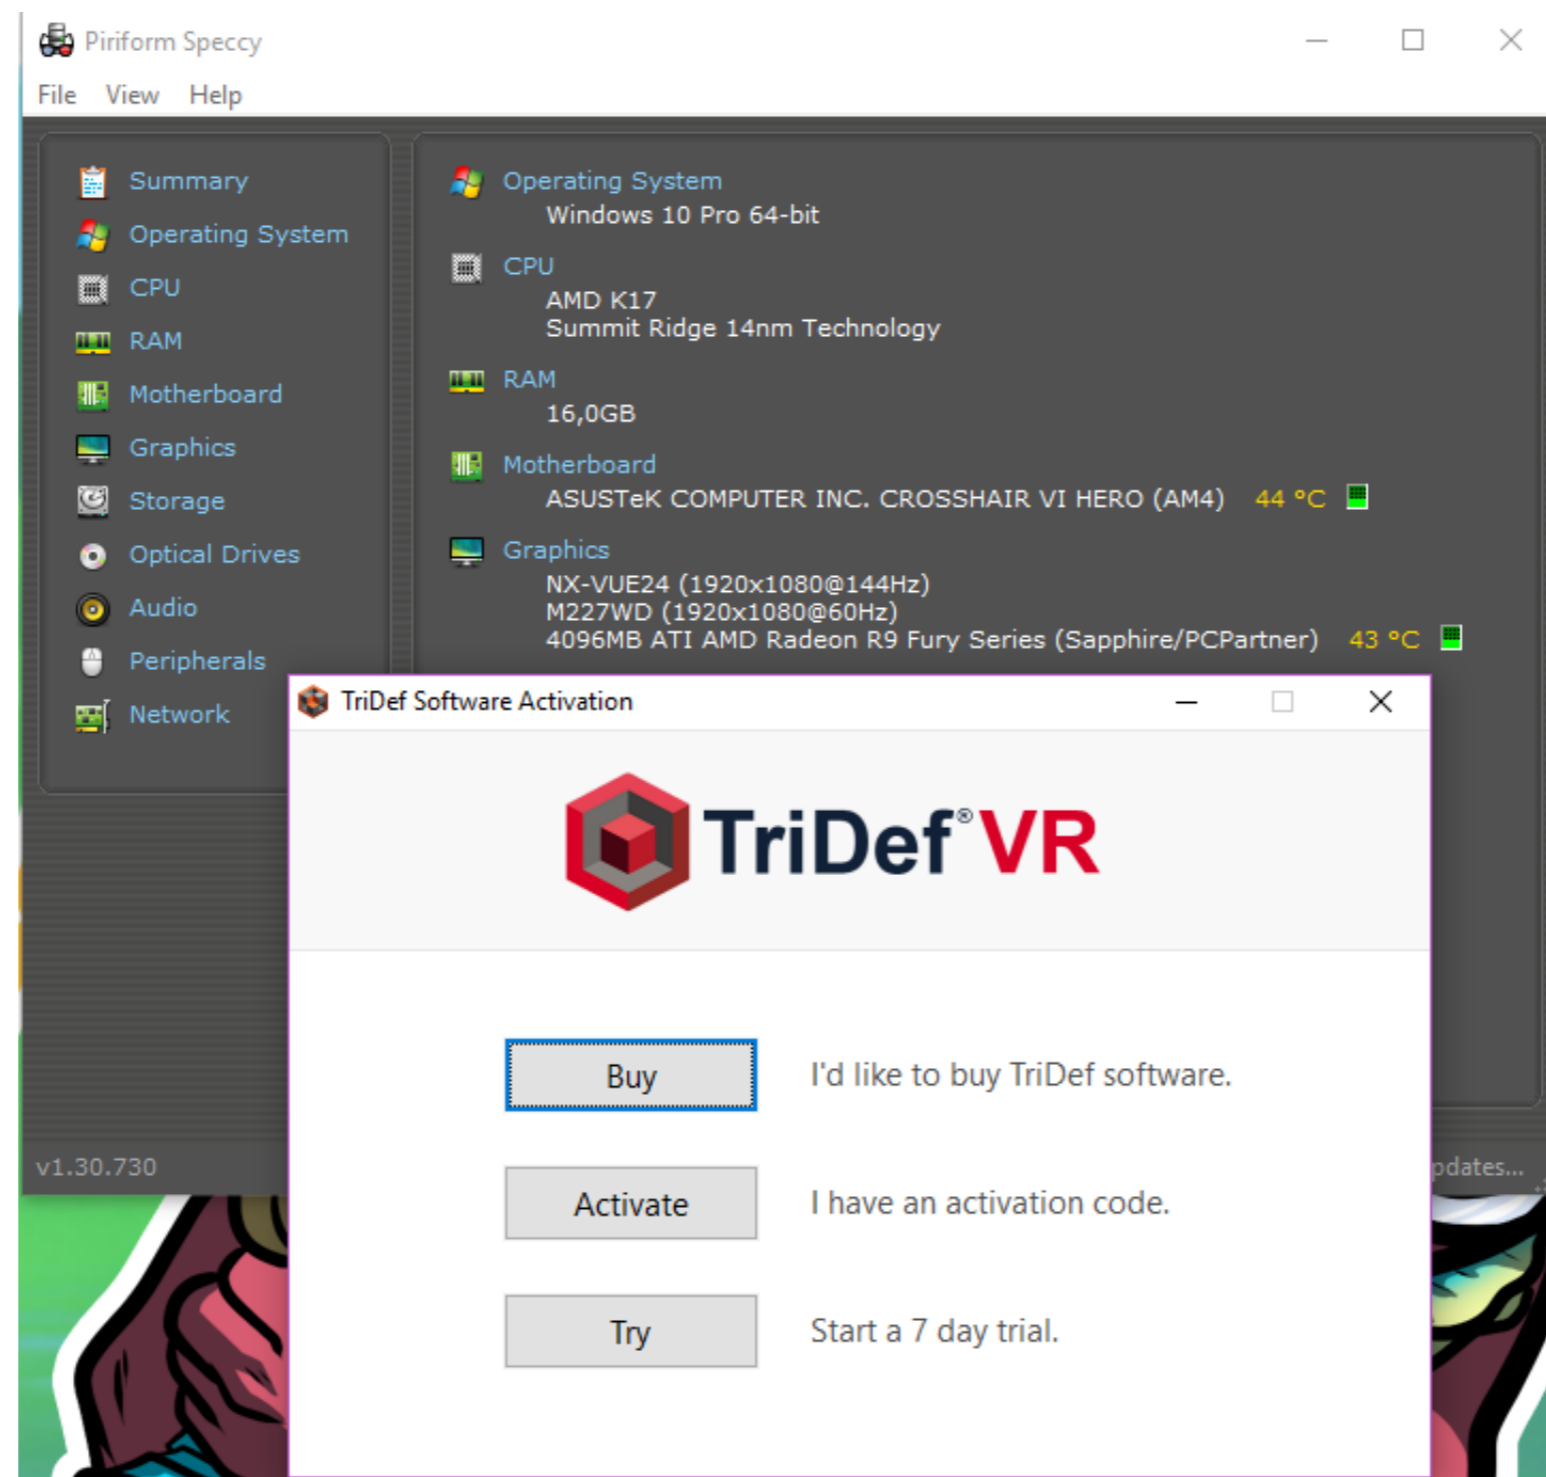 Piriform Speccy
File View Help
Summary
Operating System
CPU
RAM
Motherboard
Graphics
Storage
Optical Drives
Audio
Peripherals
Network
Operating System
Windows 10 Pro 64-bit
CPU
AMD K17
Summit Ridge 14nm Technology
RAM
16,0GB
Motherboard
ASUSTeK COMPUTER INC. CROSSHAIR VI HERO (AM4) 44 °C
Graphics
NX-VUE24 (1920x1080@144Hz)
M227WD (1920x1080@60Hz)
4096MB ATI AMD Radeon R9 Fury Series (Sapphire/PCPartner) 43 °C
TriDef Software Activation
TriDef® VR
Buy I'd like to buy TriDef software.
Activate I have an activation code.
Try Start a 7 day trial.
v1.30.730 pdates...